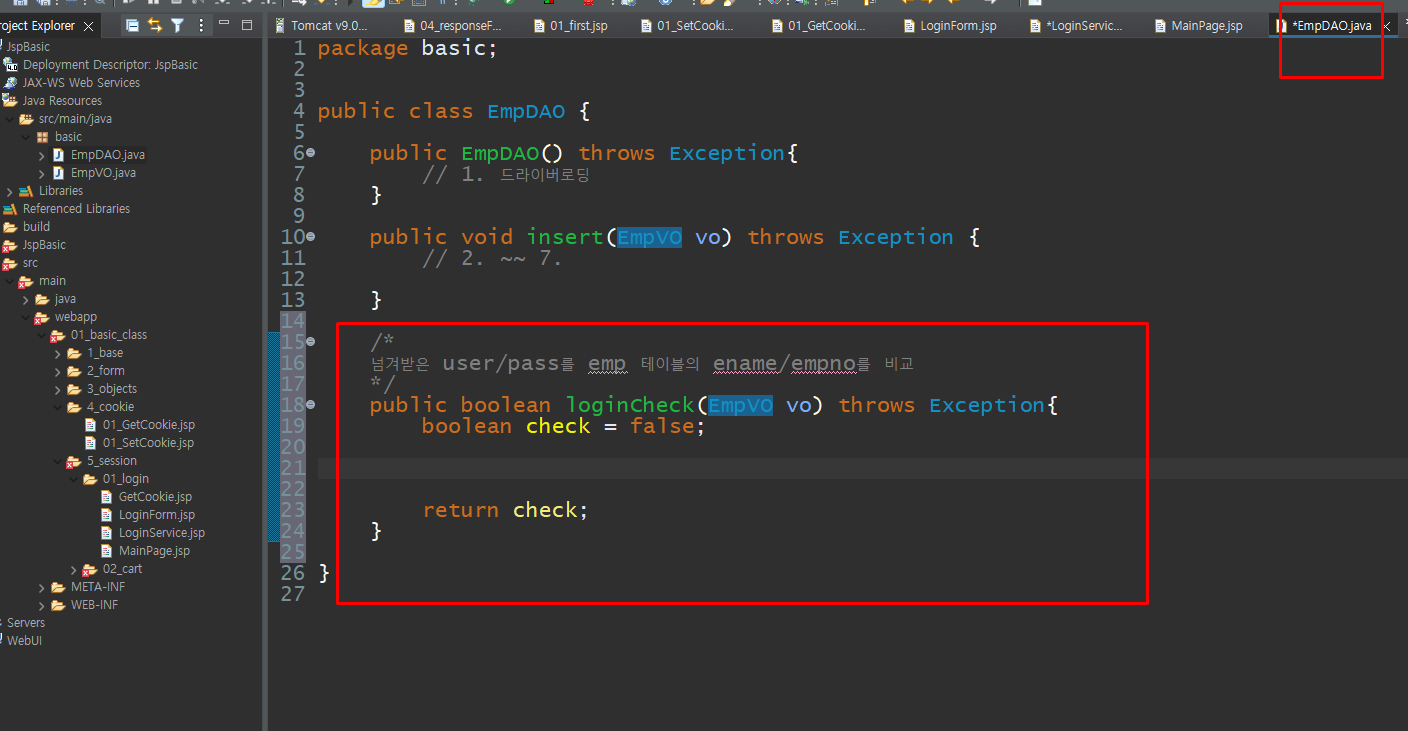 roject Explorer
Tomcat v9.0...
04_responseF...
01_first.jsp
01_SetCooki...
01_GetCooki...
LoginForm.jsp
*LoginServic...
MainPage.jsp
*EmpDAO.java
JspBasic
Deployment Descriptor: JspBasic
JAX-WS Web Services
Java Resources
src/main/java
basic
EmpDAO.java
EmpVO.java
Libraries
Referenced Libraries
build
JspBasic
src
main
java
webapp
01_basic_class
1_base
2_form
3_objects
4_cookie
01_GetCookie.jsp
01_SetCookie.jsp
5_session
01_login
GetCookie.jsp
LoginForm.jsp
LoginService.jsp
MainPage.jsp
02_cart
META-INF
WEB-INF
Servers
WebUI
1 package basic;
2
3
4 public class EmpDAO {
5
6 public EmpDAO() throws Exception{
7 // 1. 드라이버로딩
8 }
9
10 public void insert(EmpVO vo) throws Exception {
11 // 2. ~~ 7.
12
13 }
14
15 /*
16 넘겨받은 user/pass를 emp 테이블의 ename/empno를 비교
17 */
18 public boolean loginCheck(EmpVO vo) throws Exception{
19 boolean check = false;
20
21
22
23 return check;
24 }
25
26 }
27